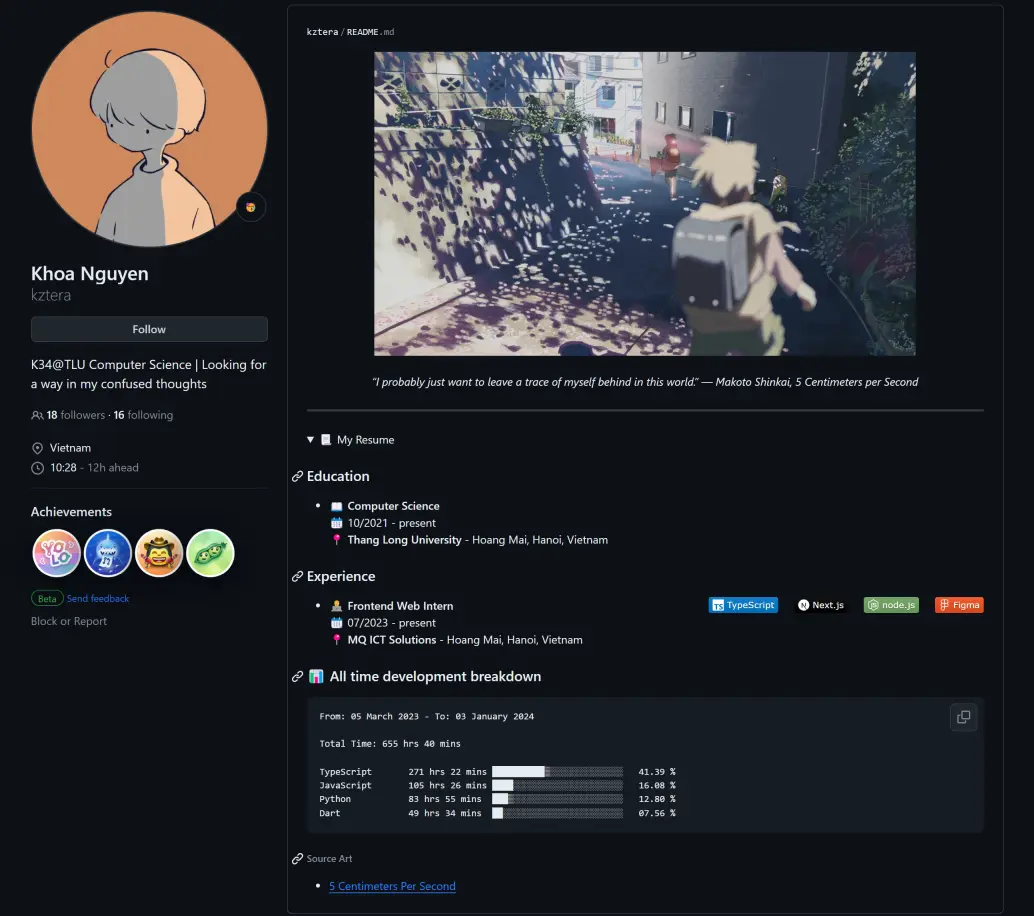 Khoa Nguyen
kztera
Follow
K34@TLU Computer Science | Looking for
a way in my confused thoughts
18 followers · 16 following
Vietnam
10:28 - 12h ahead
Achievements
YOLO
Beta Send feedback
Block or Report
kztera / README.md
"I probably just want to leave a trace of myself behind in this world." — Makoto Shinkai, 5 Centimeters per Second
▼ 📃 My Resume
Education
• 📖 Computer Science
📅 10/2021 - present
📍 Thang Long University - Hoang Mai, Hanoi, Vietnam
Experience
• 🧑‍💻 Frontend Web Intern
TS TypeScript N Next.js node.js Figma
📅 07/2023 - present
📍 MQ ICT Solutions - Hoang Mai, Hanoi, Vietnam
📊 All time development breakdown
From: 05 March 2023 - To: 03 January 2024
Total Time: 655 hrs 40 mins
TypeScript 271 hrs 22 mins 41.39 %
JavaScript 105 hrs 26 mins 16.08 %
Python 83 hrs 55 mins 12.80 %
Dart 49 hrs 34 mins 07.56 %
Source Art
• 5 Centimeters Per Second